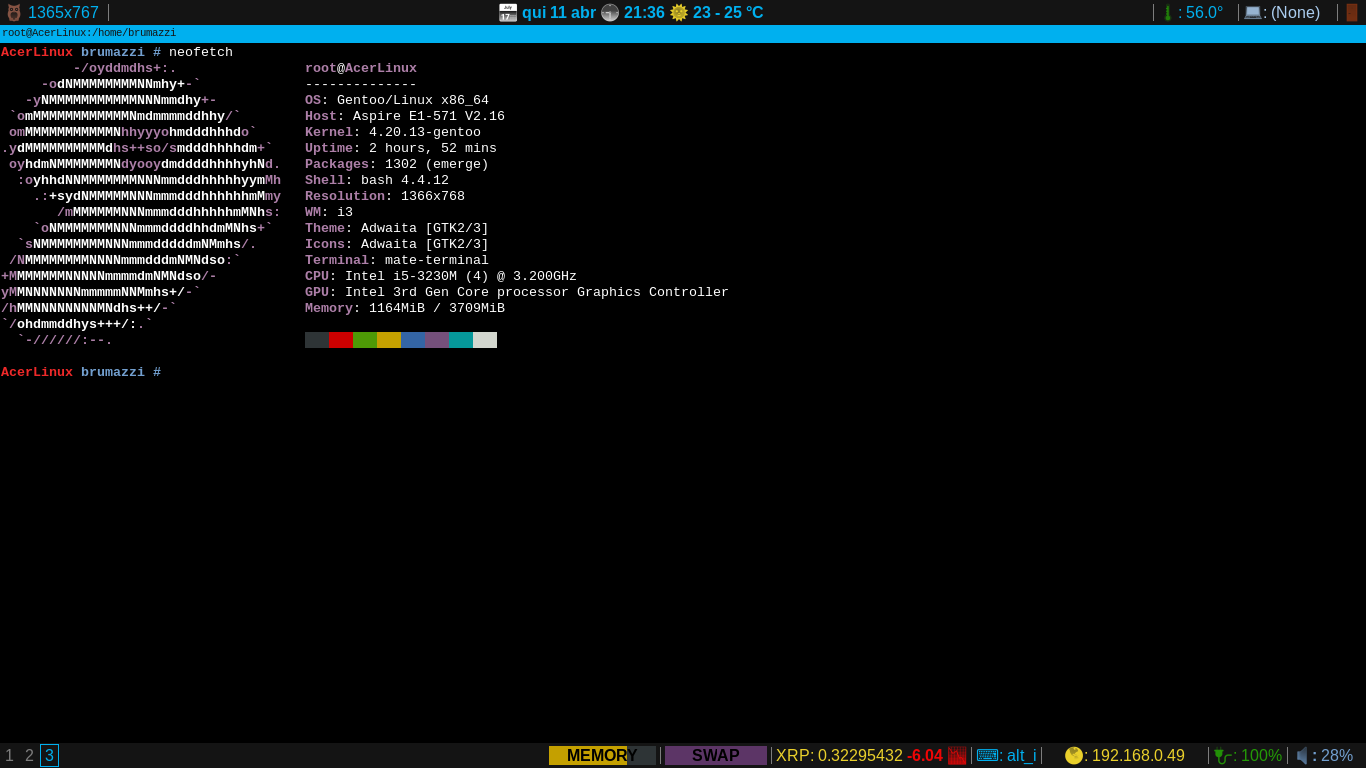 1365x767 | qui 11 abr 21:36 23 - 25 °C | : 56.0° | : (None) |
root@AcerLinux:/home/brumazzi
AcerLinux brumazzi # neofetch
-/oyddmdhs+:. root@AcerLinux
-odNMMMMMMMMNNmhy+-` --------------
-yNMMMMMMMMMMMNNNmmdhy+- OS: Gentoo/Linux x86_64
`omMMMMMMMMMMMMNmdmmmmddhhy/` Host: Aspire E1-571 V2.16
omMMMMMMMMMMMNhhyyyohmdddhhhdo` Kernel: 4.20.13-gentoo
.ydMMMMMMMMMMdhs++so/smdddhhhhdm+` Uptime: 2 hours, 52 mins
oyhdmNMMMMMMMNdyooydmddddhhhhyhNd. Packages: 1302 (emerge)
:oyhhdNNMMMMMMMNNNmmdddhhhhhyymMh Shell: bash 4.4.12
.:+sydNMMMMMNNNmmmdddhhhhhhmMmy Resolution: 1366x768
/mMMMMMMNNNmmmdddhhhhhmMNhs: WM: i3
`oNMMMMMMMNNNmmmddddhhdmMNhs+` Theme: Adwaita [GTK2/3]
`sNMMMMMMMMNNNmmmdddddmNMmhs/. Icons: Adwaita [GTK2/3]
/NMMMMMMMMNNNNmmmdddmNMNdso:` Terminal: mate-terminal
+MMMMMMMNNNNNmmmmdmNMNdso/- CPU: Intel i5-3230M (4) @ 3.200GHz
yMMNNNNNNNmmmmmNNMmhs+/-` GPU: Intel 3rd Gen Core processor Graphics Controller
/hMMNNNNNNNNMNdhs++/-` Memory: 1164MiB / 3709MiB
`/ohdmmddhys+++/:.`
`-//////:--.
AcerLinux brumazzi #
1 2 3 MEMORY | SWAP | XRP: 0.32295432 -6.04 | : alt_i | : 192.168.0.49 | : 100% | : 28%